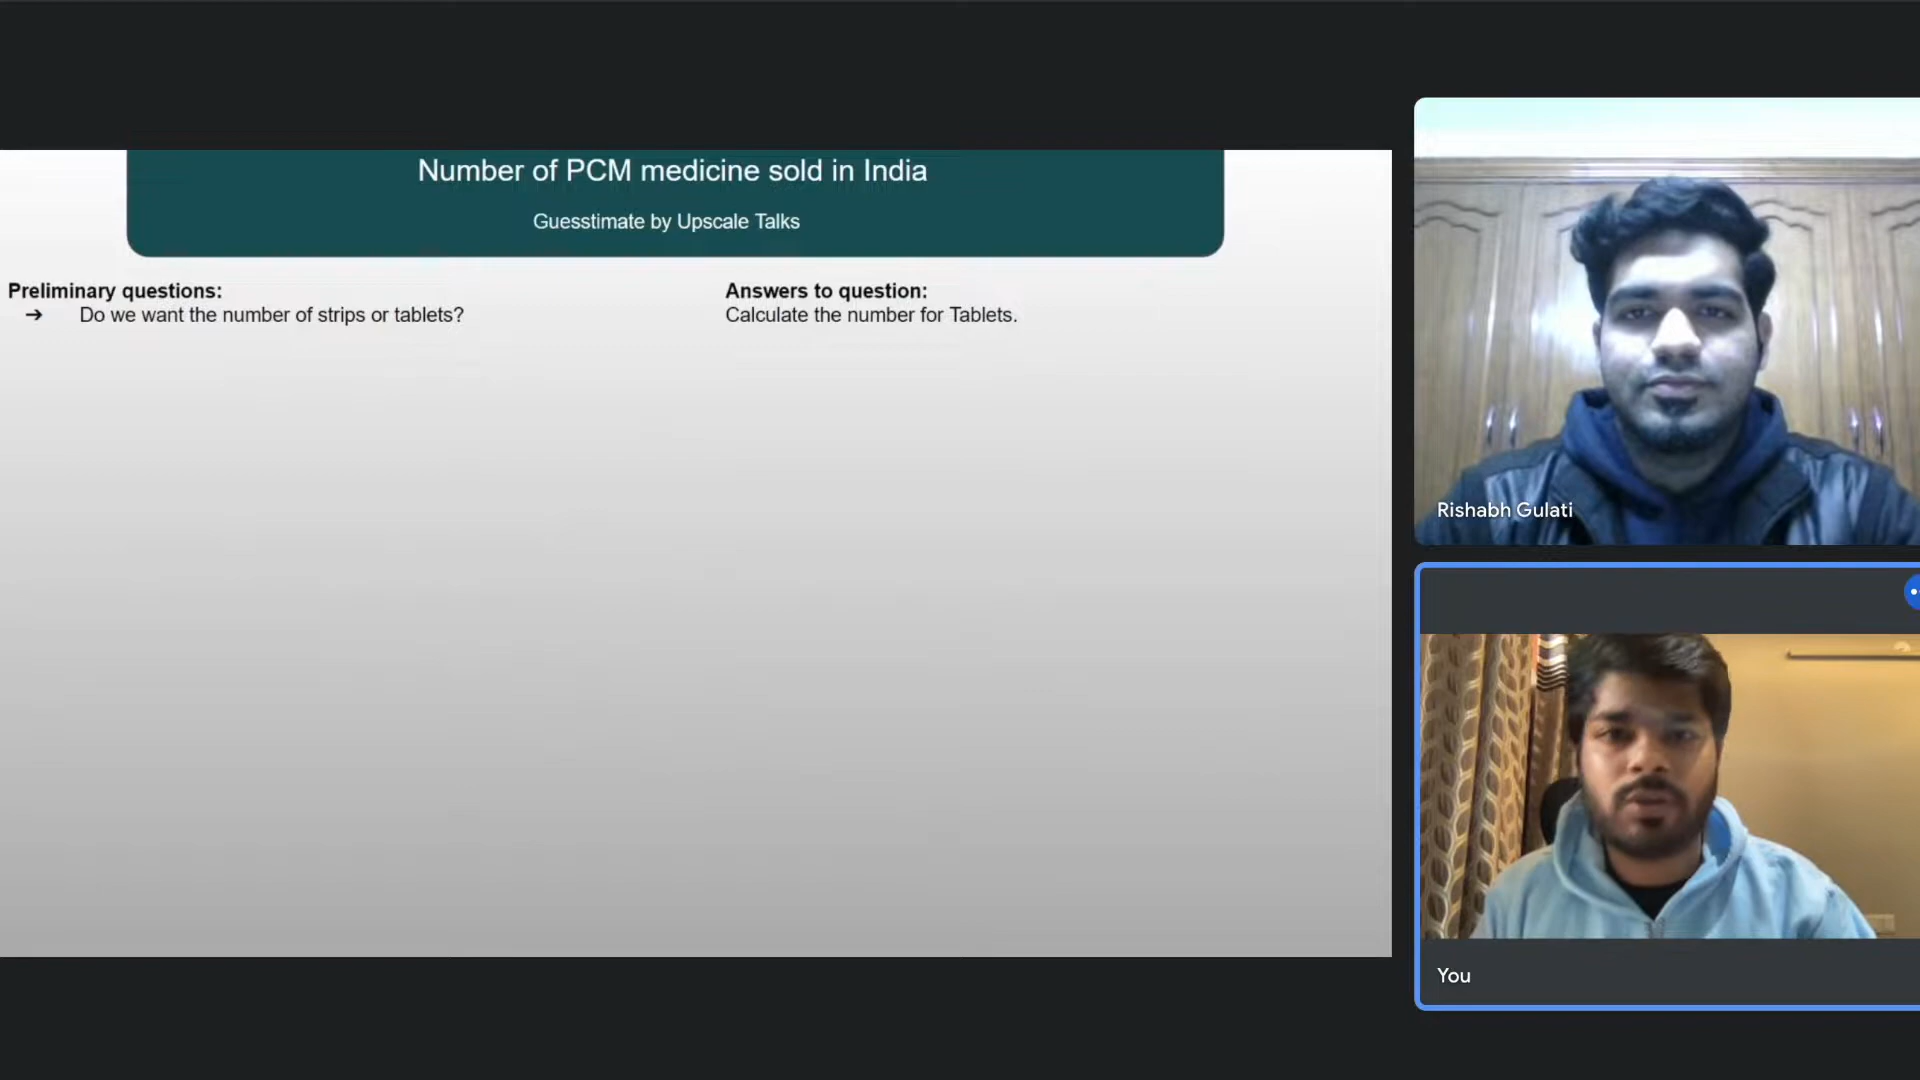 Number of PCM medicine sold in India
Guesstimate by Upscale Talks
Preliminary questions:
➔ Do we want the number of strips or tablets?
Answers to question:
Calculate the number for Tablets.
Rishabh Gulati
You